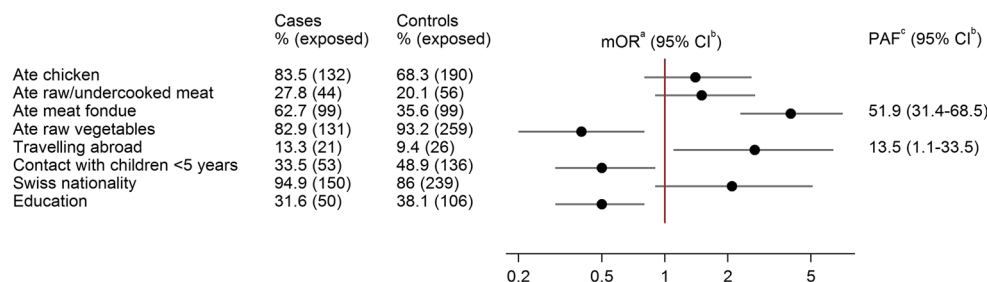 Cases Controls
% (exposed) % (exposed) mORᵃ (95% CIᵇ) PAFᶜ (95% CIᵇ)
Ate chicken 83.5 (132) 68.3 (190)
Ate raw/undercooked meat 27.8 (44) 20.1 (56)
Ate meat fondue 62.7 (99) 35.6 (99) 51.9 (31.4-68.5)
Ate raw vegetables 82.9 (131) 93.2 (259)
Travelling abroad 13.3 (21) 9.4 (26) 13.5 (1.1-33.5)
Contact with children <5 years 33.5 (53) 48.9 (136)
Swiss nationality 94.9 (150) 86 (239)
Education 31.6 (50) 38.1 (106)
0.2 0.5 1 2 5